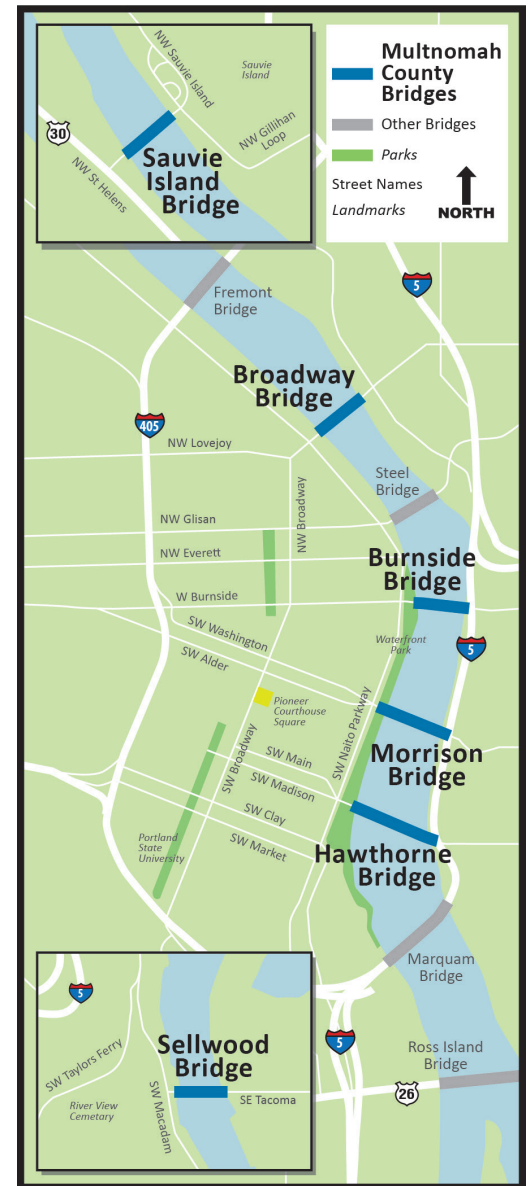 NW Sauvie Island
Sauvie
Island
30
NW Gillihan
Loop
NW St Helens
Sauvie
Island
Bridge
Multnomah
County
Bridges
Other Bridges
Parks
Street Names
Landmarks
NORTH
5
Fremont
Bridge
Broadway
Bridge
405
NW Lovejoy
Steel
Bridge
NW Broadway
NW Glisan
NW Everett
Burnside
Bridge
W Burnside
SW Washington
Waterfront
Park
5
SW Alder
Pioneer
Courthouse
Square
SW Naito Parkway
SW Broadway
SW Main
Morrison
Bridge
SW Madison
SW Clay
Portland
State
University
SW Market
Hawthorne
Bridge
Marquam
Bridge
5
Sellwood
Bridge
5
SW Taylors Ferry
SW Macadam
River View
Cemetary
SE Tacoma
Ross Island
Bridge
26